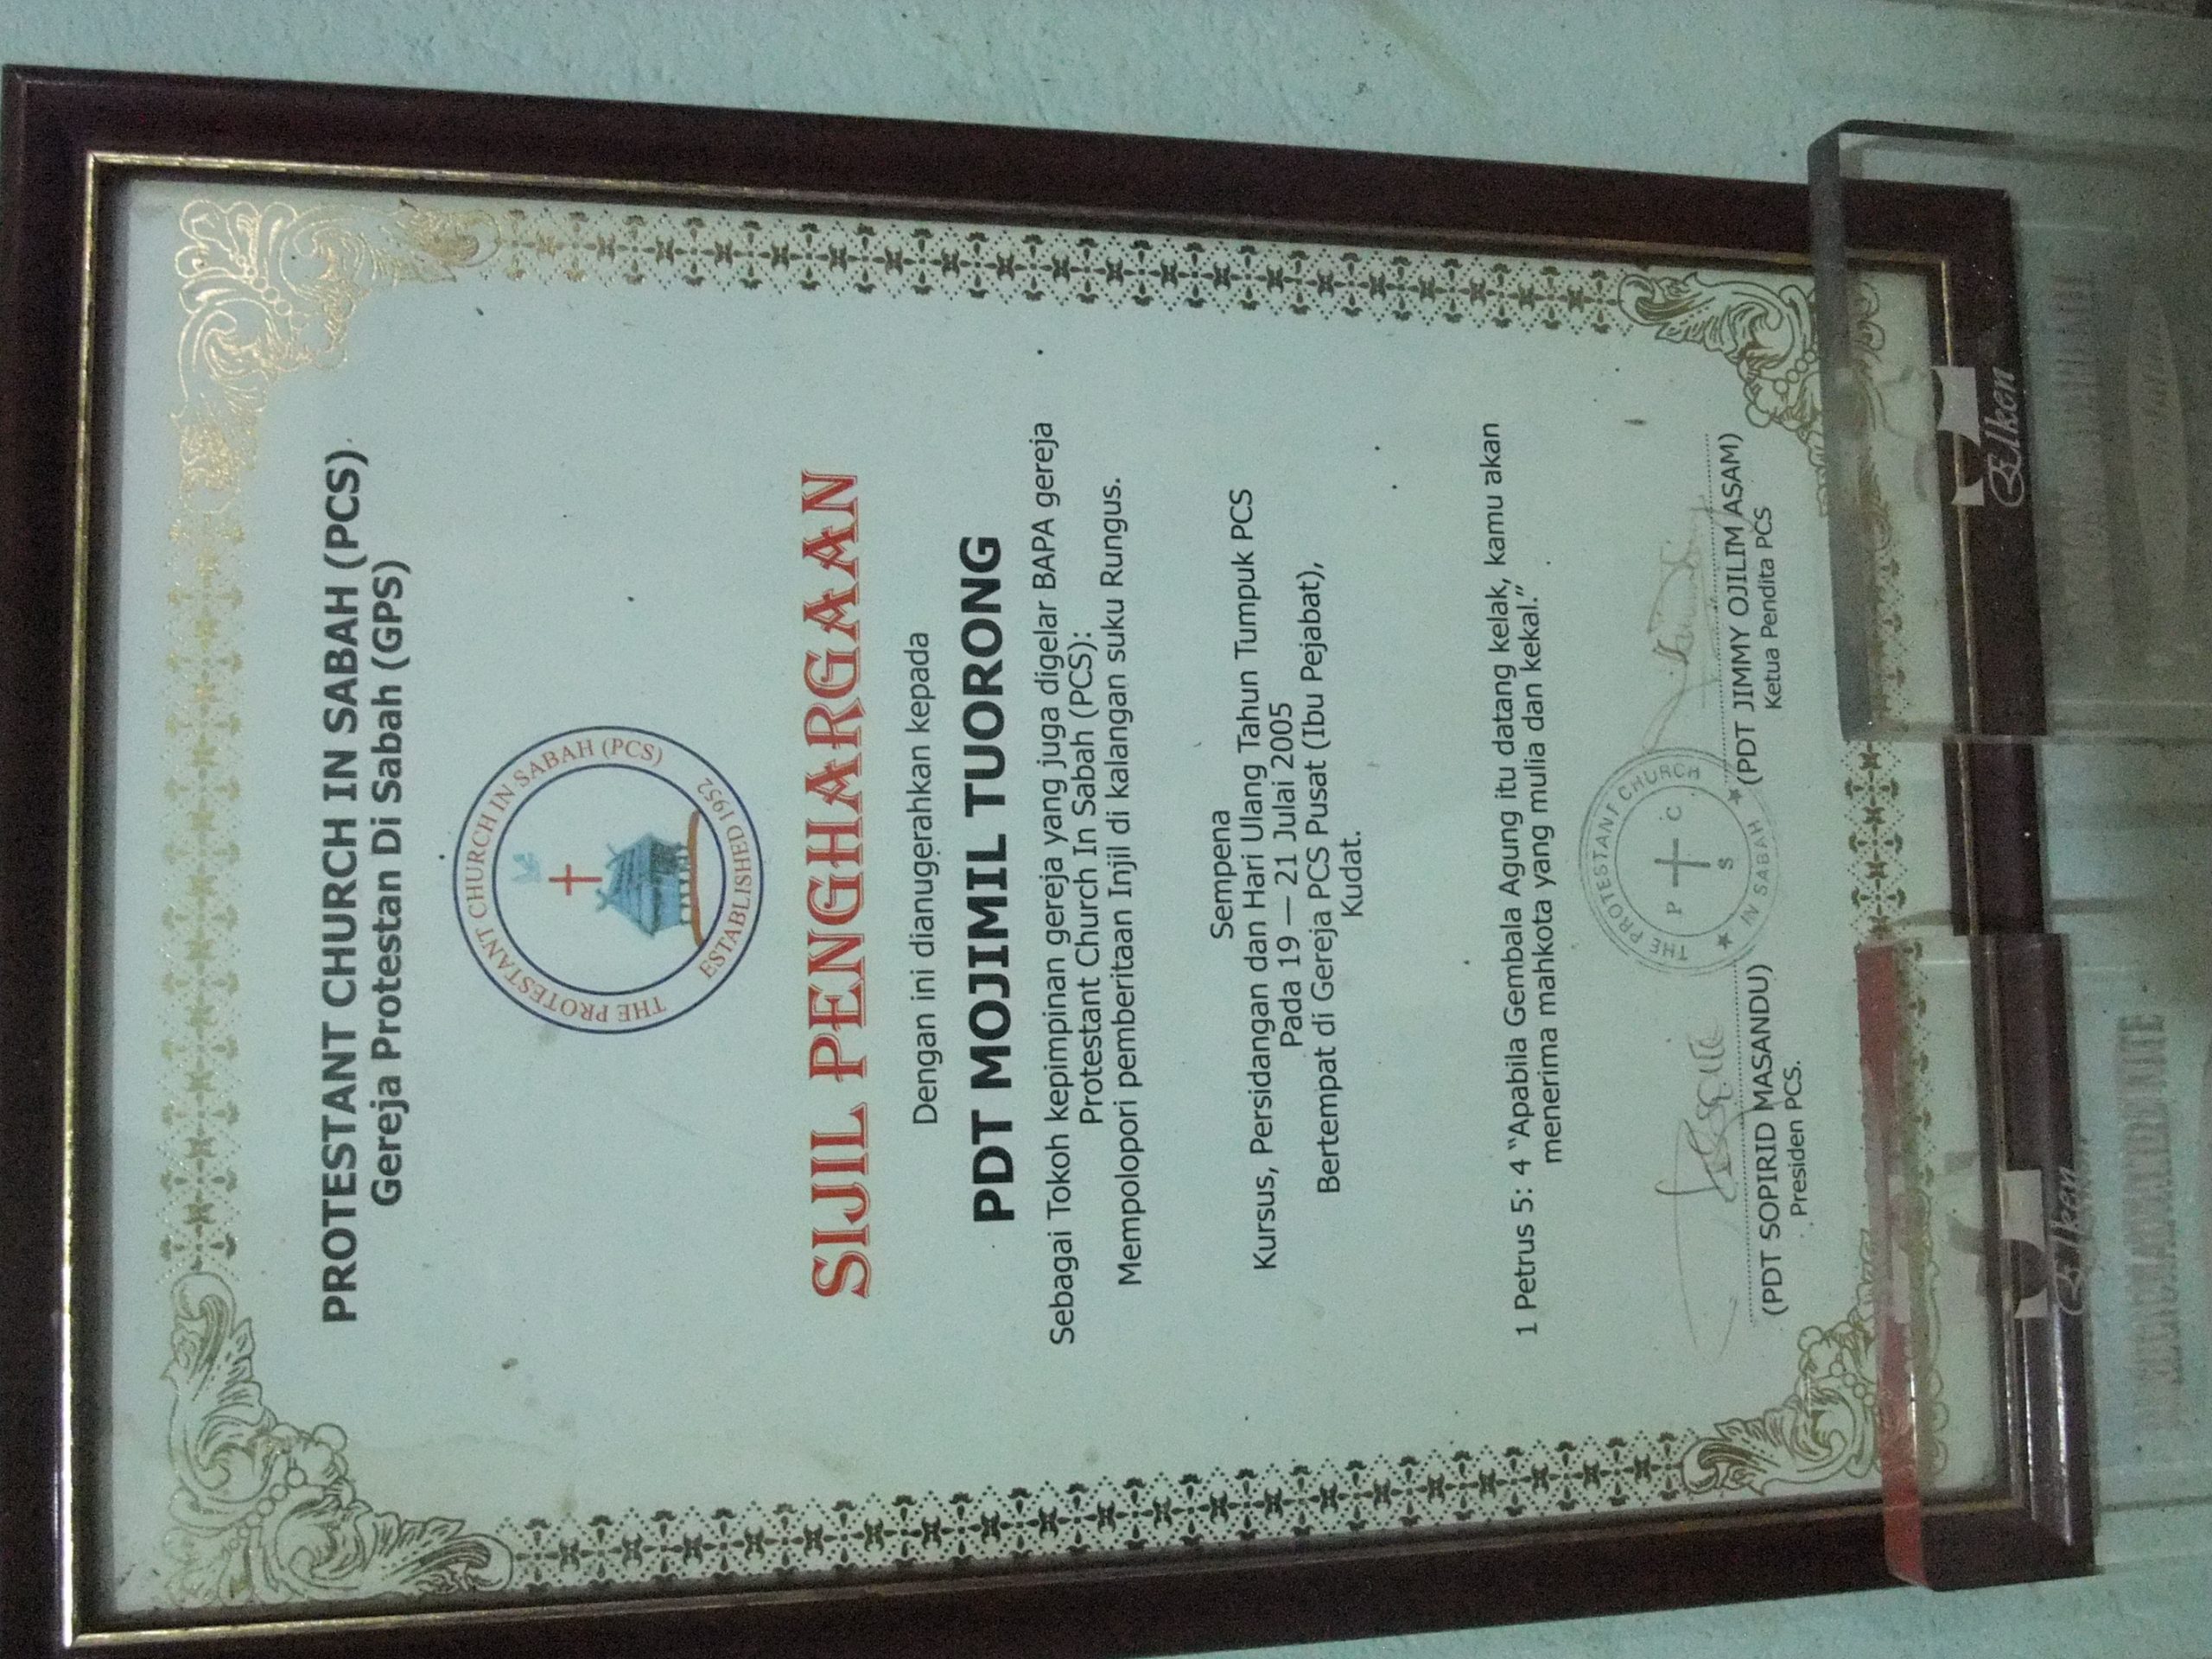 PROTESTANT CHURCH IN SABAH (PCS)
Gereja Protestan Di Sabah (GPS)
THE PROTESTANT CHURCH IN SABAH (PCS)
ESTABLISHED 1952
SIJIL PENGHARGAAN
Dengan ini dianugerahkan kepada
PDT MOJIMIL TUORONG
Sebagai Tokoh kepimpinan gereja yang juga digelar BAPA gereja
Protestant Church In Sabah (PCS):
Mempolopori pemberitaan Injil di kalangan suku Rungus.
Sempena
Kursus, Persidangan dan Hari Ulang Tahun Tumpuk PCS
Pada 19 — 21 Julai 2005
Bertempat di Gereja PCS Pusat (Ibu Pejabat),
Kudat.
1 Petrus 5: 4 “Apabila Gembala Agung itu datang kelak, kamu akan
menerima mahkota yang mulia dan kekal.”
THE PROTESTANT CHURCH
P C
S
IN SABAH
(PDT SOPIRID MASANDU)
Presiden PCS.
(PDT JIMMY OJILIM ASAM)
Ketua Pendita PCS
Elken
Elken